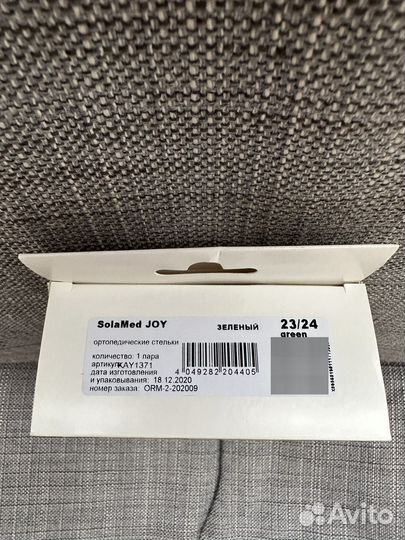 SolaMed JOY
ЗЕЛЕНЫЙ
23/24
green
ортопедические стельки
количество: 1 пара
артикул:KAY1371
дата изготовления
и упаковывания: 18.12.2020
номер заказа: ORM-2-202009
4 049282 204405
Avito